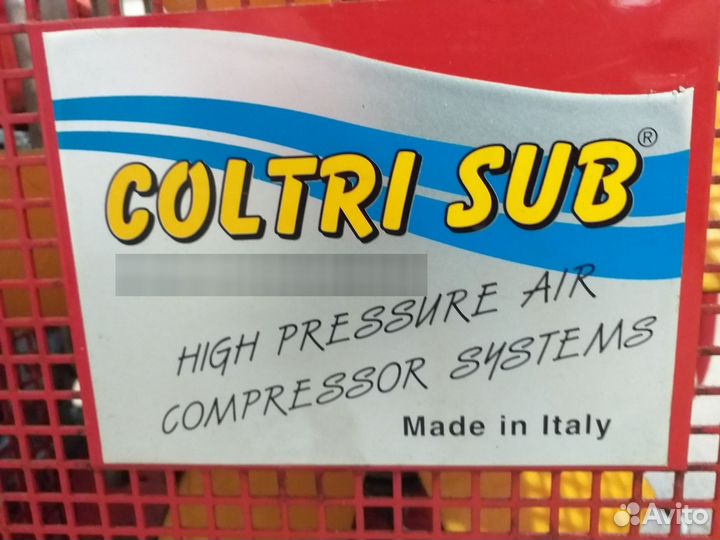 COLTRI SUB®
HIGH PRESSURE AIR
COMPRESSOR SYSTEMS
Made in Italy
Avito